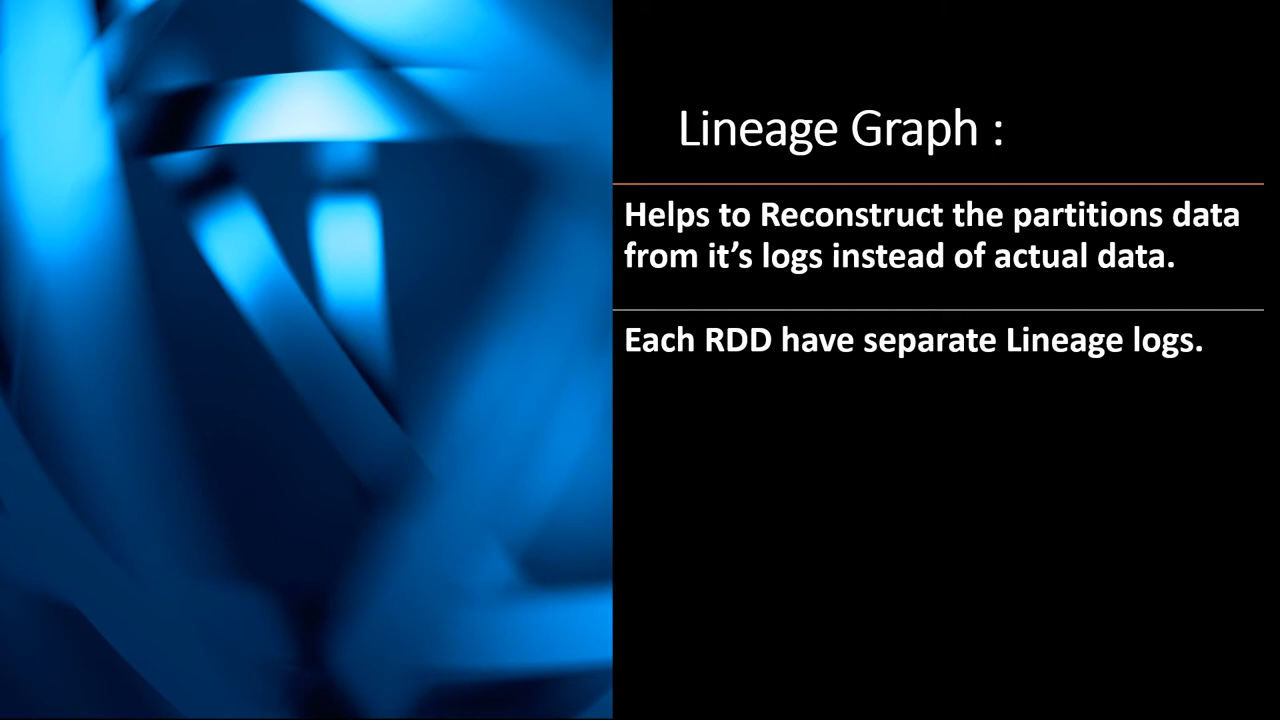 Lineage Graph :
Helps to Reconstruct the partitions data
from it’s logs instead of actual data.
Each RDD have separate Lineage logs.